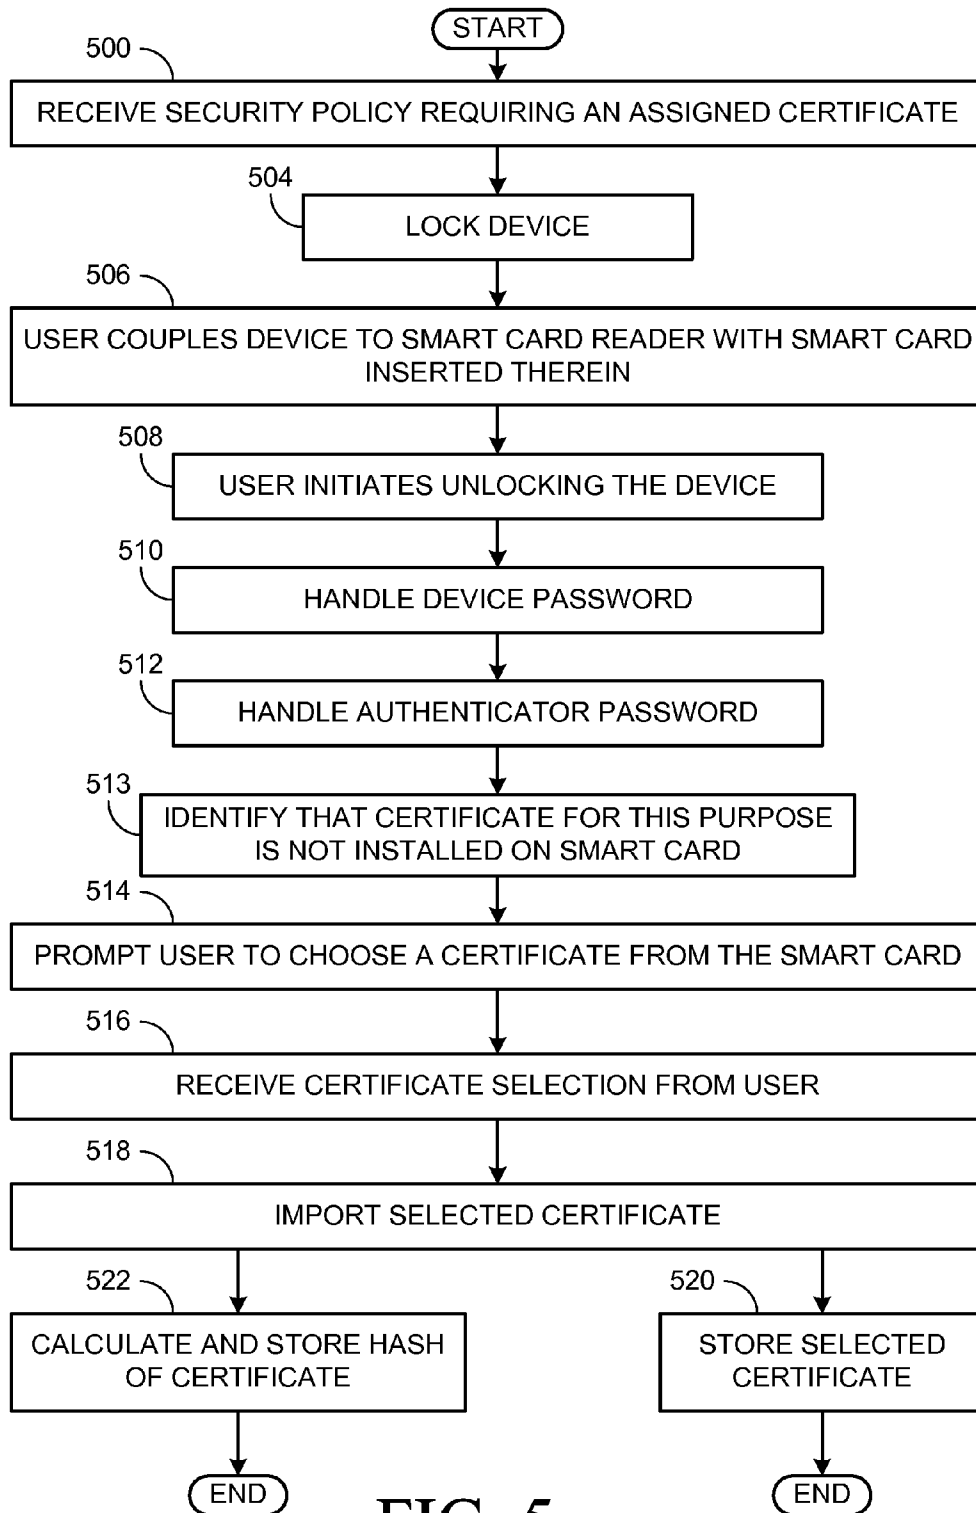 START
500
RECEIVE SECURITY POLICY REQUIRING AN ASSIGNED CERTIFICATE
504
LOCK DEVICE
506
USER COUPLES DEVICE TO SMART CARD READER WITH SMART CARD
INSERTED THEREIN
508
USER INITIATES UNLOCKING THE DEVICE
510
HANDLE DEVICE PASSWORD
512
HANDLE AUTHENTICATOR PASSWORD
513
IDENTIFY THAT CERTIFICATE FOR THIS PURPOSE
IS NOT INSTALLED ON SMART CARD
514
PROMPT USER TO CHOOSE A CERTIFICATE FROM THE SMART CARD
516
RECEIVE CERTIFICATE SELECTION FROM USER
518
IMPORT SELECTED CERTIFICATE
522
CALCULATE AND STORE HASH
OF CERTIFICATE
520
STORE SELECTED
CERTIFICATE
END
END
FIG. 5